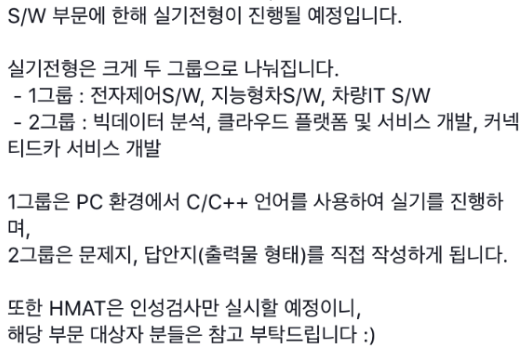 S/W 부문에 한해 실기전형이 진행될 예정입니다.
실기전형은 크게 두 그룹으로 나눠집니다.
- 1그룹 : 전자제어S/W, 지능형차S/W, 차량IT S/W
- 2그룹 : 빅데이터 분석, 클라우드 플랫폼 및 서비스 개발, 커넥
티드카 서비스 개발
1그룹은 PC 환경에서 C/C++ 언어를 사용하여 실기를 진행하
며,
2그룹은 문제지, 답안지(출력물 형태)를 직접 작성하게 됩니다.
또한 HMAT은 인성검사만 실시할 예정이니,
해당 부문 대상자 분들은 참고 부탁드립니다 :)